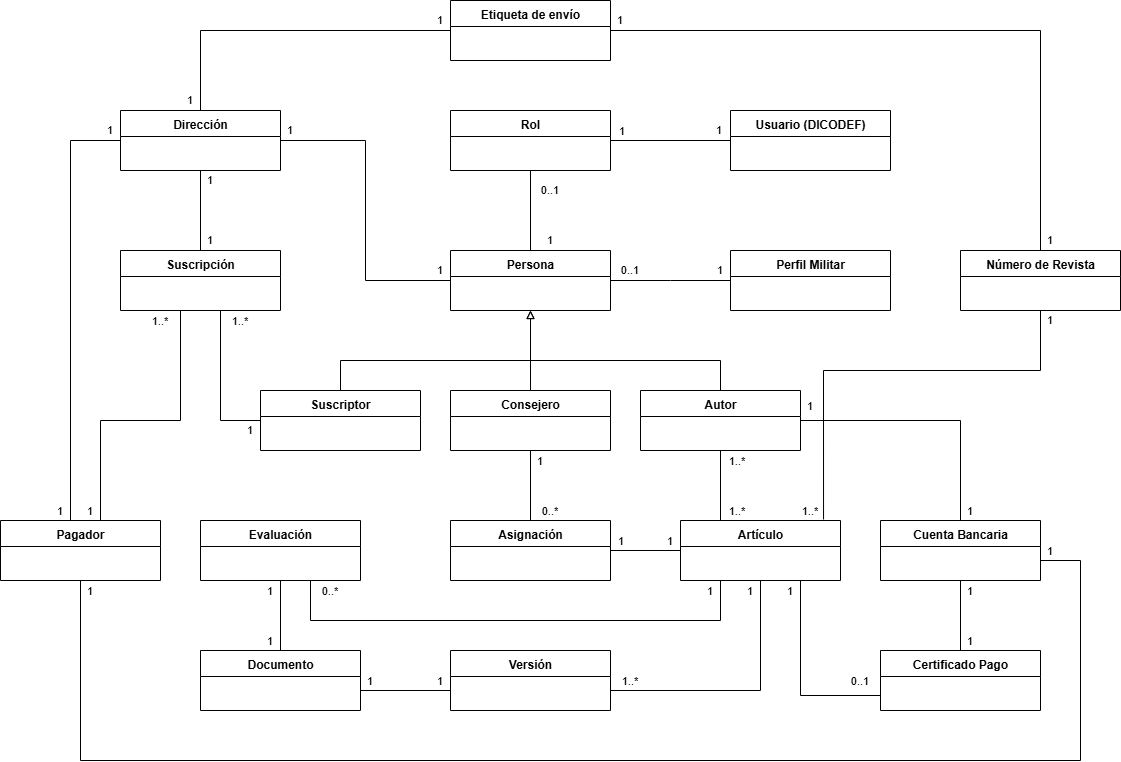 Etiqueta de envío
1
1
1
Dirección
1
1
1
Rol
1
1
Usuario (DICODEF)
0..1
1
1
1
Suscripción
1
Persona
0..1
1
Perfil Militar
1
Número de Revista
1..*
1..*
1
Suscriptor
1
Consejero
Autor
1
1
1..*
1
1
0..*
1..*
1..*
1
Pagador
Evaluación
Asignación
1
1
Artículo
Cuenta Bancaria
1
1
1
0..*
1
1
1
1
1
1
Documento
1
1
Versión
1..*
0..1
Certificado Pago